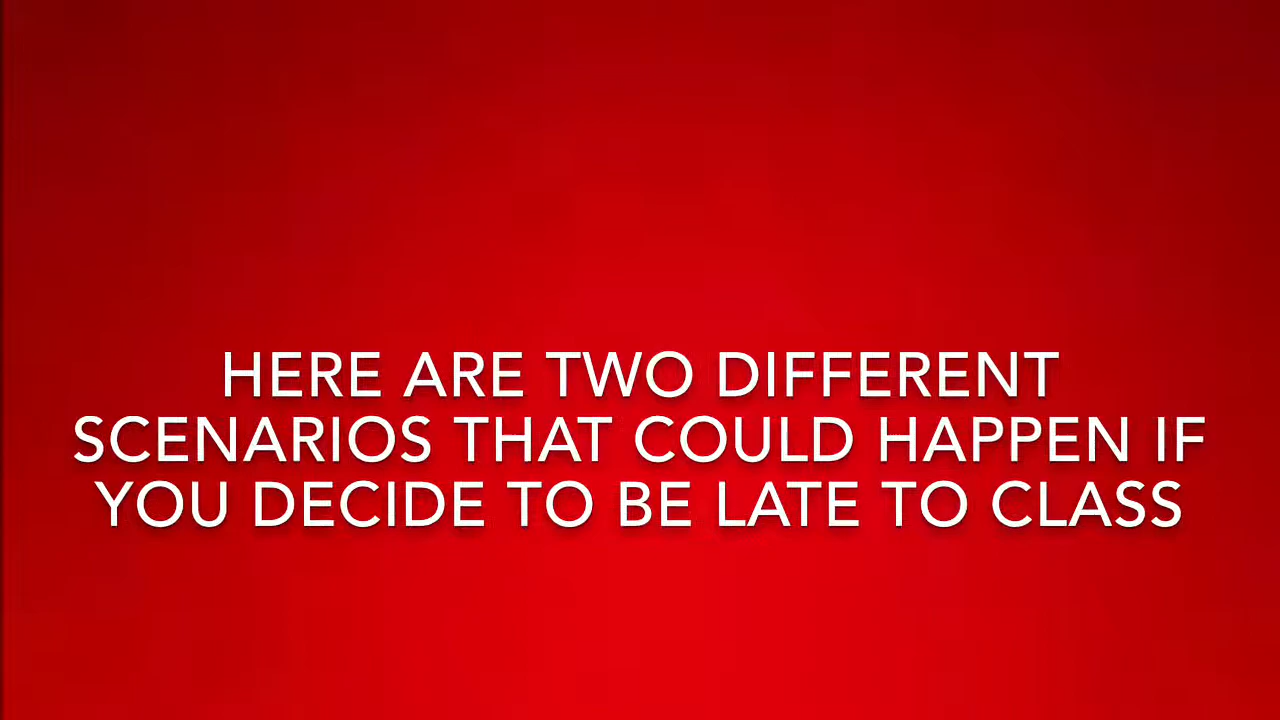 HERE ARE TWO DIFFERENT
SCENARIOS THAT COULD HAPPEN IF
YOU DECIDE TO BE LATE TO CLASS